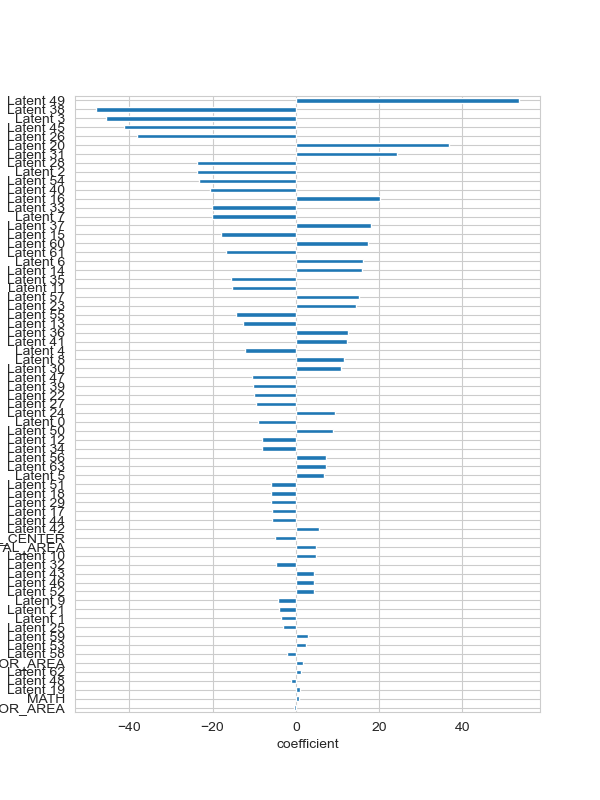 Latent 49
Latent 38
Latent 3
Latent 45
Latent 26
Latent 20
Latent 31
Latent 28
Latent 2
Latent 54
Latent 40
Latent 16
Latent 33
Latent 7
Latent 37
Latent 15
Latent 60
Latent 61
Latent 6
Latent 14
Latent 35
Latent 11
Latent 57
Latent 23
Latent 55
Latent 13
Latent 36
Latent 41
Latent 4
Latent 8
Latent 30
Latent 47
Latent 39
Latent 22
Latent 27
Latent 24
Latent 0
Latent 50
Latent 12
Latent 34
Latent 56
Latent 63
Latent 5
Latent 51
Latent 18
Latent 29
Latent 17
Latent 44
Latent 42
_CENTER
TAL_AREA
Latent 10
Latent 32
Latent 43
Latent 46
Latent 52
Latent 9
Latent 21
Latent 1
Latent 25
Latent 59
Latent 53
Latent 58
OR_AREA
Latent 62
Latent 48
Latent 19
MATH
OR_AREA
−40 −20 0 20 40
coefficient